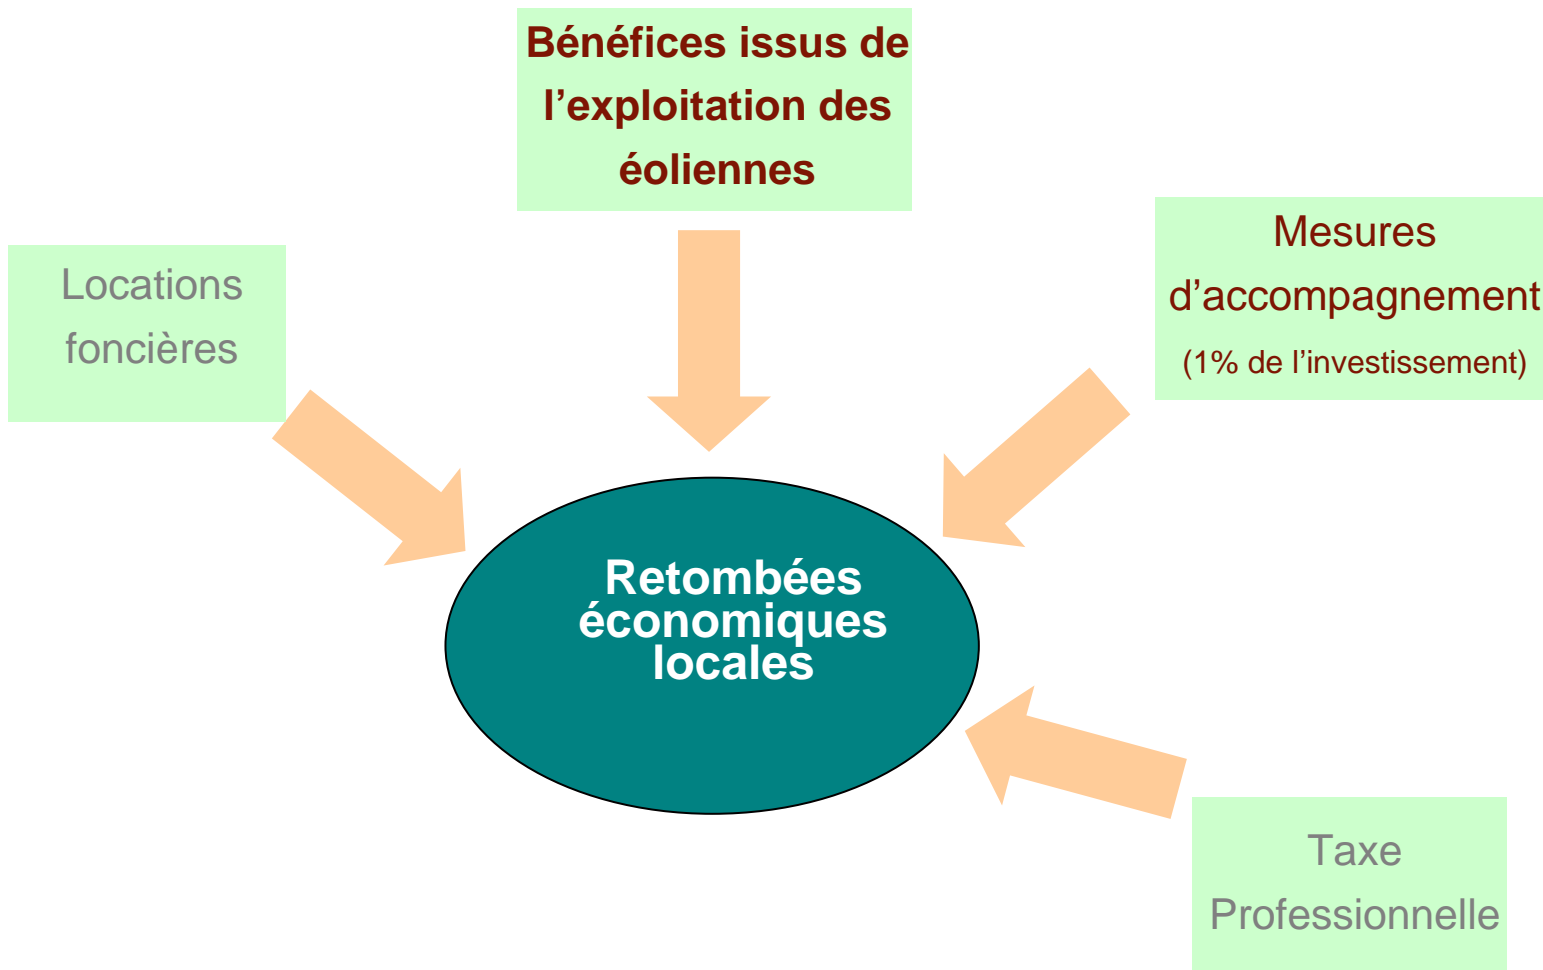 Bénéfices issus de
l’exploitation des
éoliennes
Mesures
d’accompagnement
(1% de l’investissement)
Locations
foncières
Retombées
économiques
locales
Taxe
Professionnelle